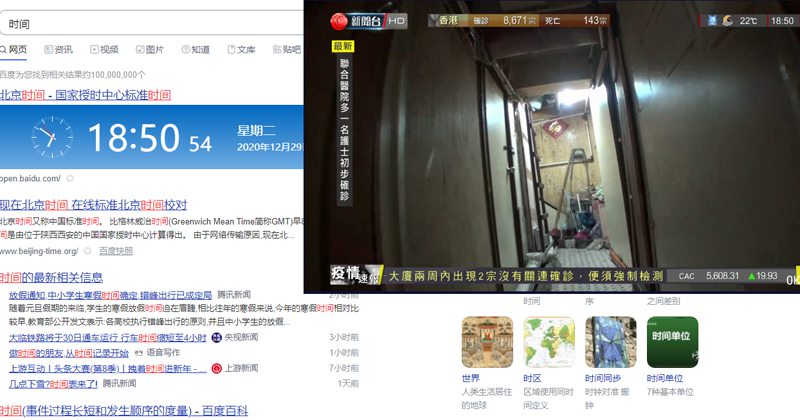 时间
网页 资讯 视频 图片 知道 文库 贴吧
百度为您找到相关结果约100,000,000个
北京时间 - 国家授时中心标准时间
18:50 54
星期二
2020年12月29
open.baidu.com/
现在北京时间 在线标准北京时间校对
北京时间又称中国标准时间。 比格林威治时间(Greenwich Mean Time简称GMT)早8
间是由位于陕西西安的中国国家授时中心计算得出。 由于网络传输原因,现在北...
www.beijing-time.org/ 百度快照
时间的最新相关信息
放假通知,中小学生寒假时间确定,错峰出行已成定局 腾讯新闻 2小时前
随着元旦假期的来临,学生的寒假放假时间迫在眉睫,相比往年的寒假来说,今年的寒假时间相对比
较早,教育部公开发文表示:各高校执行错峰出行的原则,并且中小学生的放假...
大临铁路将于30日通车运行 行车时间缩短至4小时 央视新闻 3小时前
做时间的朋友,从时间记录开始 语音写作 1小时前
上游互动丨头条大赛(第8季)丨拽着时间进新年 -... 上游新闻 7小时前
几点下雪?时间表来了! 腾讯新闻 1天前
时间(事件过程长短和发生顺序的度量) - 百度百科
新聞台 HD
香港 確診 8,671宗 死亡 143宗
22℃ 18:50
最新
聯合醫院多一名護士初步確診
疫情速報
大廈兩周內出現2宗沒有關連確診,便須強制檢測
CAC 5,608.31 ▲19.93
時间 序 之间差别
世界 时区 时间同步 时间单位
时间单位
人类生活居住的地球
区域使用同时间定义
时钟对准 搬钟
7种基本单位